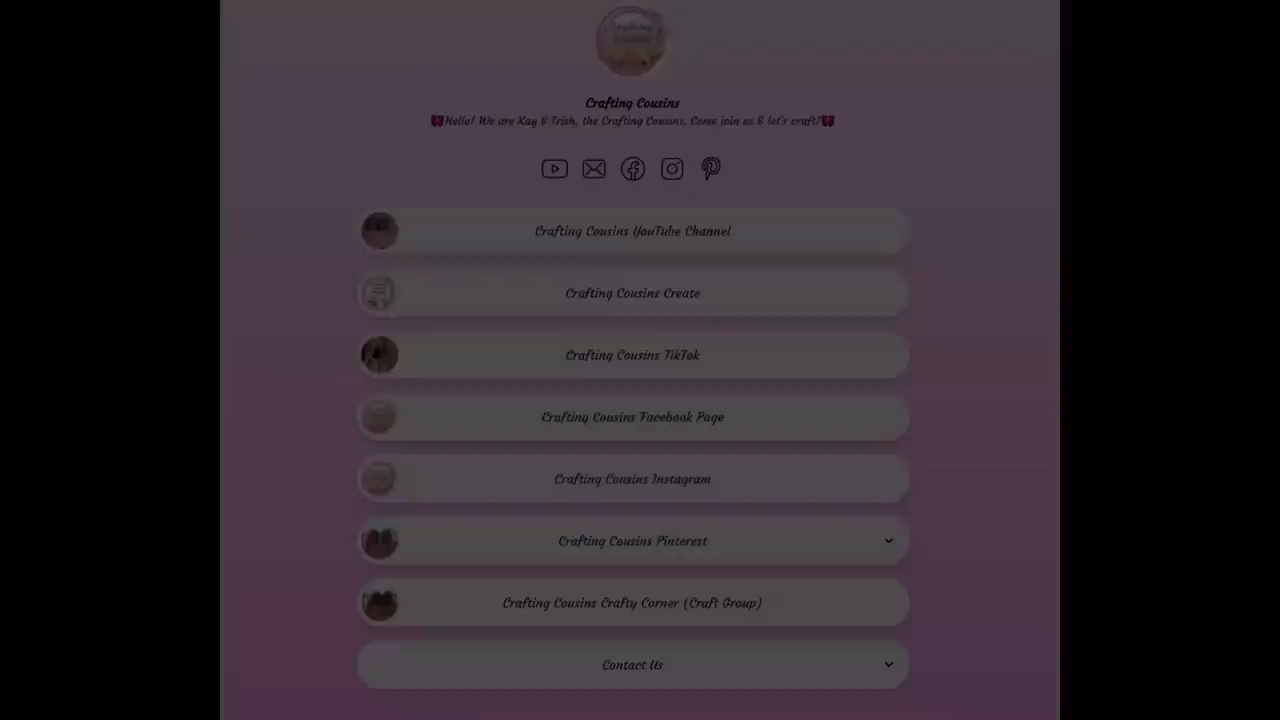 Crafting Cousins
Hello! We are Kay & Trish, the Crafting Cousins. Come join us & let's craft!
Crafting Cousins YouTube Channel
Crafting Cousins Create
Crafting Cousins TikTok
Crafting Cousins Facebook Page
Crafting Cousins Instagram
Crafting Cousins Pinterest
Crafting Cousins Crafty Corner (Craft Group)
Contact Us